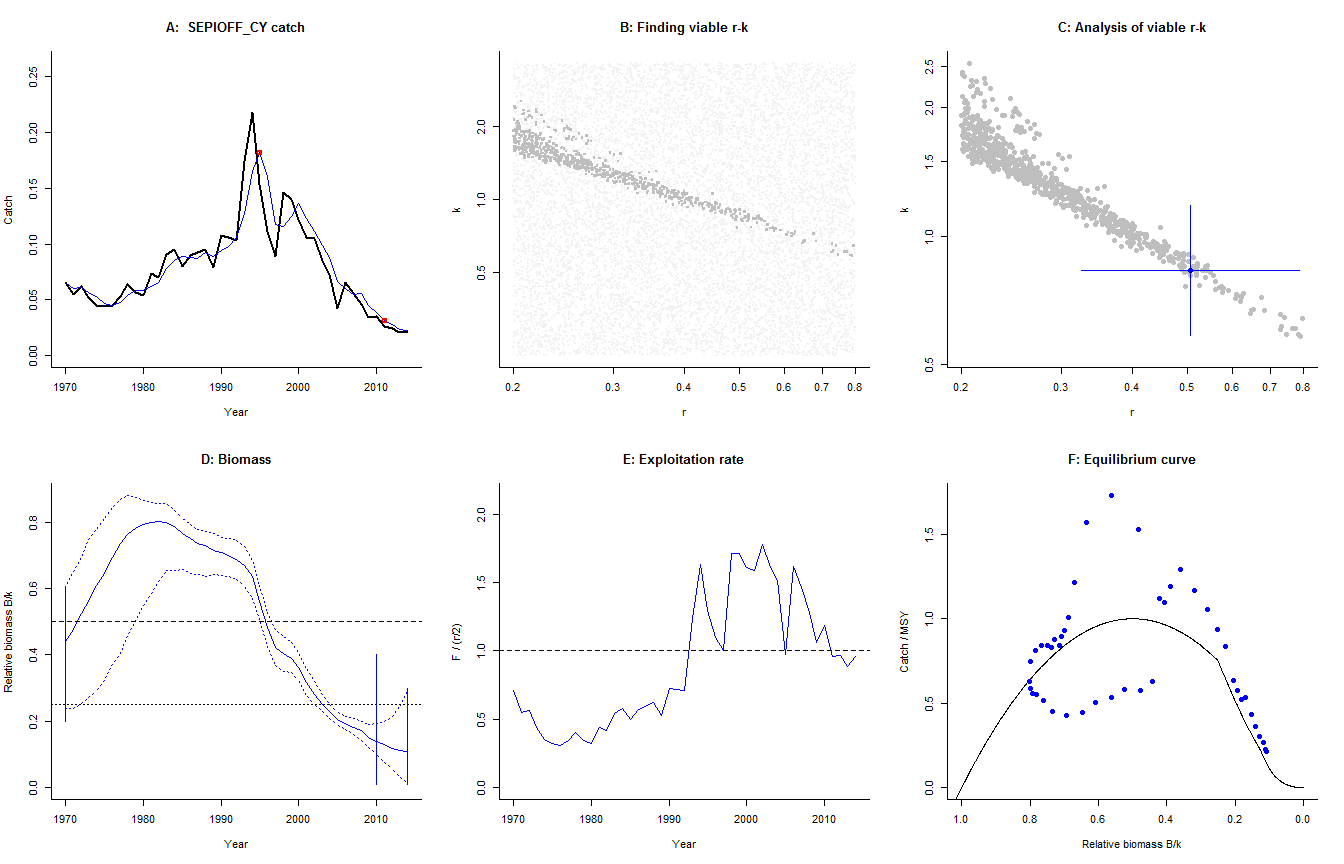 A:  SEPIOFF_CY catch
Catch
0.00 0.05 0.10 0.15 0.20 0.25
1970 1980 1990 2000 2010
Year
B: Finding viable r-k
k
0.5 1.0 2.0
0.2 0.3 0.4 0.5 0.6 0.7 0.8
r
C: Analysis of viable r-k
k
0.5 1.0 1.5 2.0 2.5
0.2 0.3 0.4 0.5 0.6 0.7 0.8
r
D: Biomass
Relative biomass B/k
0.0 0.2 0.4 0.6 0.8
1970 1980 1990 2000 2010
Year
E: Exploitation rate
F / (r/2)
0.0 0.5 1.0 1.5 2.0
1970 1980 1990 2000 2010
Year
F: Equilibrium curve
Catch / MSY
0.0 0.5 1.0 1.5
1.0 0.8 0.6 0.4 0.2 0.0
Relative biomass B/k